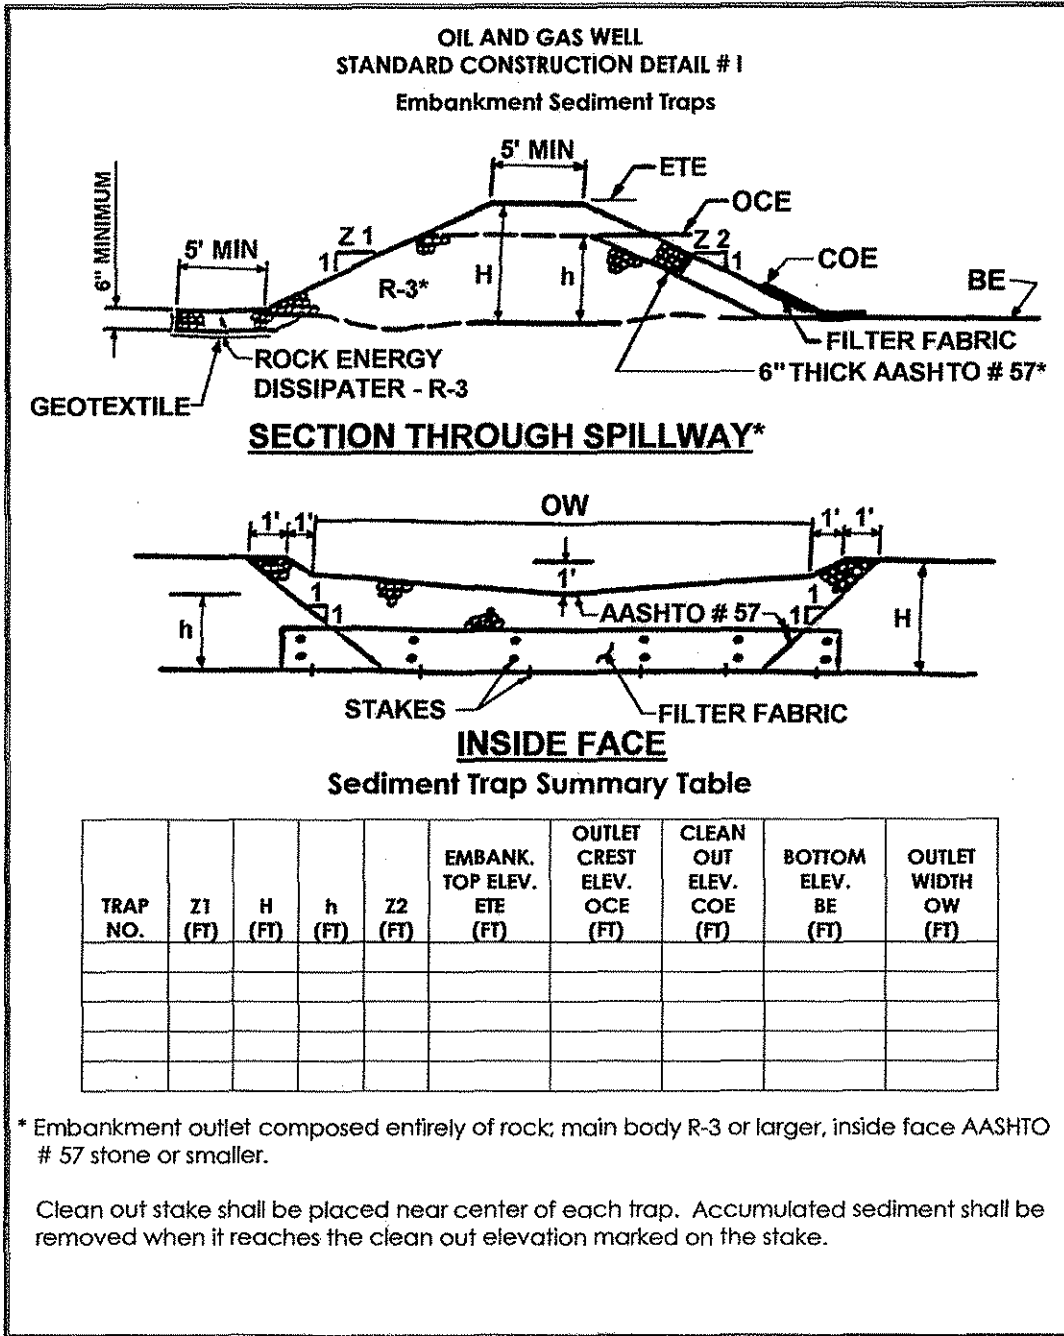 OIL AND GAS WELL
STANDARD CONSTRUCTION DETAIL # 1
Embankment Sediment Traps
5' MIN
ETE
OCE
6" MINIMUM
5' MIN
Z 1
1
Z 2
1
COE
BE
R-3*
H
h
FILTER FABRIC
ROCK ENERGY
DISSIPATER - R-3
6" THICK AASHTO # 57*
GEOTEXTILE
SECTION THROUGH SPILLWAY*
OW
1'
1'
1'
1'
1'
1
1
AASHTO # 57
1
1
h
H
STAKES
FILTER FABRIC
INSIDE FACE
Sediment Trap Summary Table
TRAP NO.
Z1 (FT)
H (FT)
h (FT)
Z2 (FT)
EMBANK. TOP ELEV. ETE (FT)
OUTLET CREST ELEV. OCE (FT)
CLEAN OUT ELEV. COE (FT)
BOTTOM ELEV. BE (FT)
OUTLET WIDTH OW (FT)
* Embankment outlet composed entirely of rock; main body R-3 or larger, inside face AASHTO
# 57 stone or smaller.
Clean out stake shall be placed near center of each trap. Accumulated sediment shall be
removed when it reaches the clean out elevation marked on the stake.